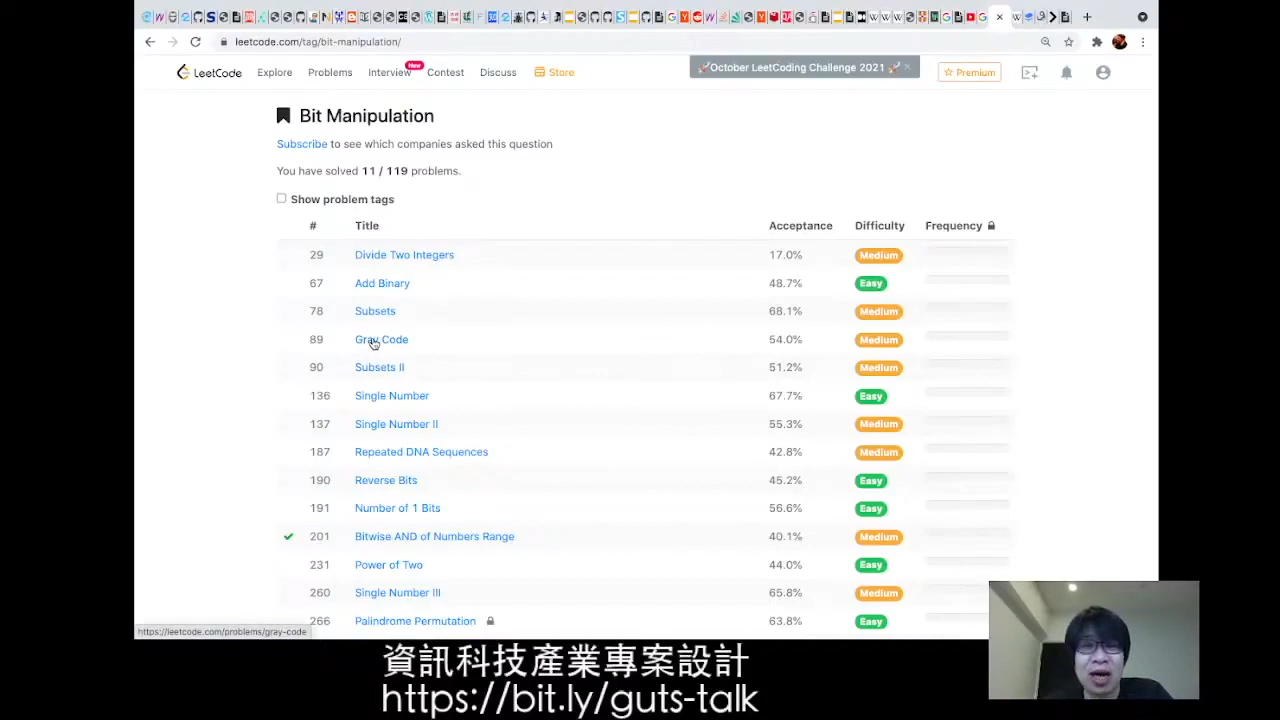 leetcode.com/tag/bit-manipulation/
LeetCode
Explore
Problems
Interview
New
Contest
Discuss
Store
October LeetCoding Challenge 2021
Premium
Bit Manipulation
Subscribe to see which companies asked this question
You have solved 11 / 119 problems.
Show problem tags
# Title Acceptance Difficulty Frequency
29 Divide Two Integers 17.0% Medium
67 Add Binary 48.7% Easy
78 Subsets 68.1% Medium
89 Gray Code 54.0% Medium
90 Subsets II 51.2% Medium
136 Single Number 67.7% Easy
137 Single Number II 55.3% Medium
187 Repeated DNA Sequences 42.8% Medium
190 Reverse Bits 45.2% Easy
191 Number of 1 Bits 56.6% Easy
201 Bitwise AND of Numbers Range 40.1% Medium
231 Power of Two 44.0% Easy
260 Single Number III 65.8% Medium
266 Palindrome Permutation 63.8% Easy
https://leetcode.com/problems/gray-code
資訊科技產業專案設計
https://bit.ly/guts-talk